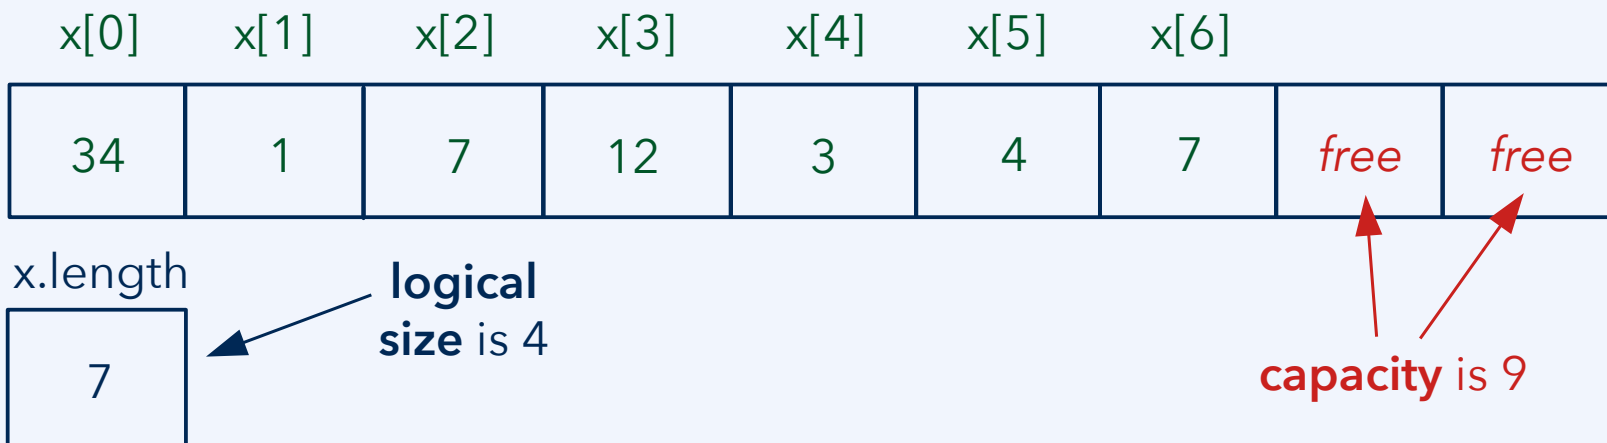 x[0] x[1] x[2] x[3] x[4] x[5] x[6]
34 1 7 12 3 4 7 free free
x.length
7
logical
size is 4
capacity is 9